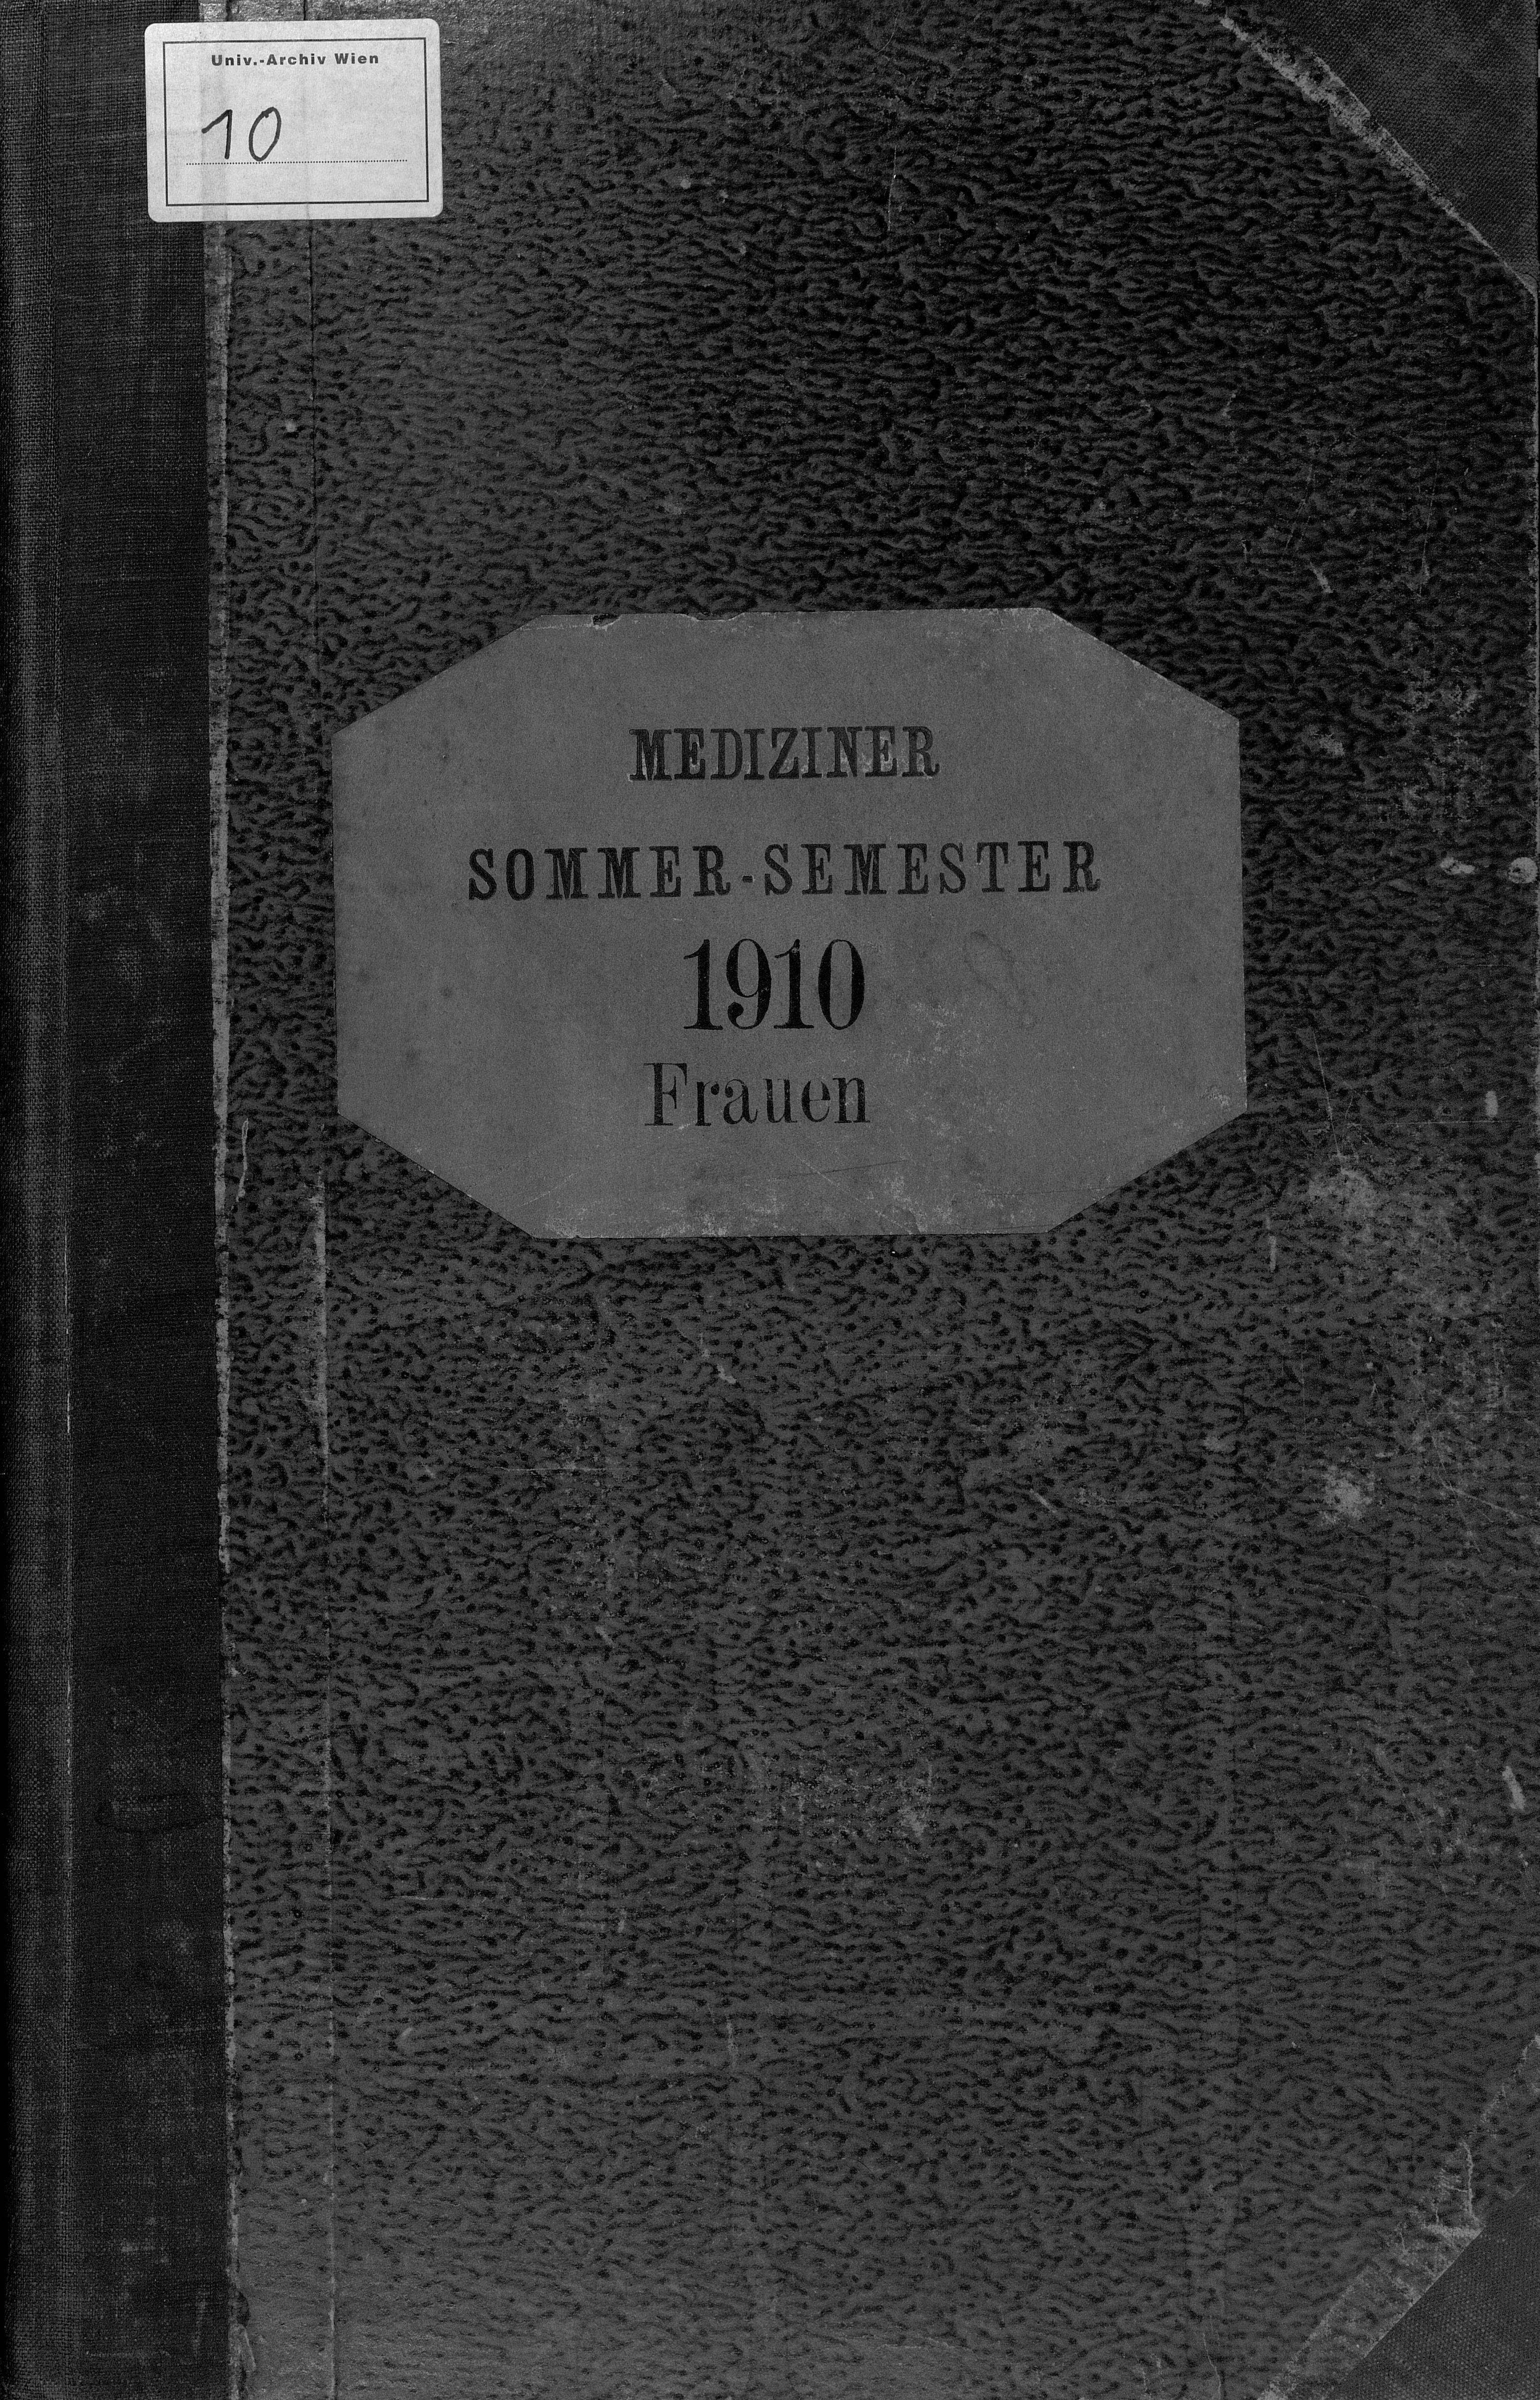 Univ.-Archiv Wien
10
MEDIZINER
SOMMER-SEMESTER
1910
Frauen